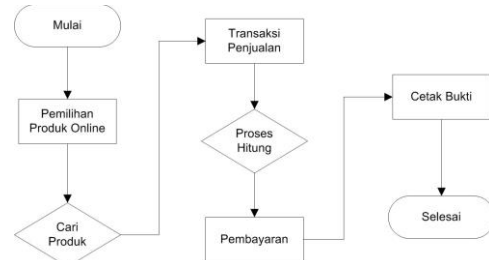 Mulai
Pemilihan
Produk Online
Cari
Produk
Transaksi
Penjualan
Proses
Hitung
Pembayaran
Cetak Bukti
Selesai